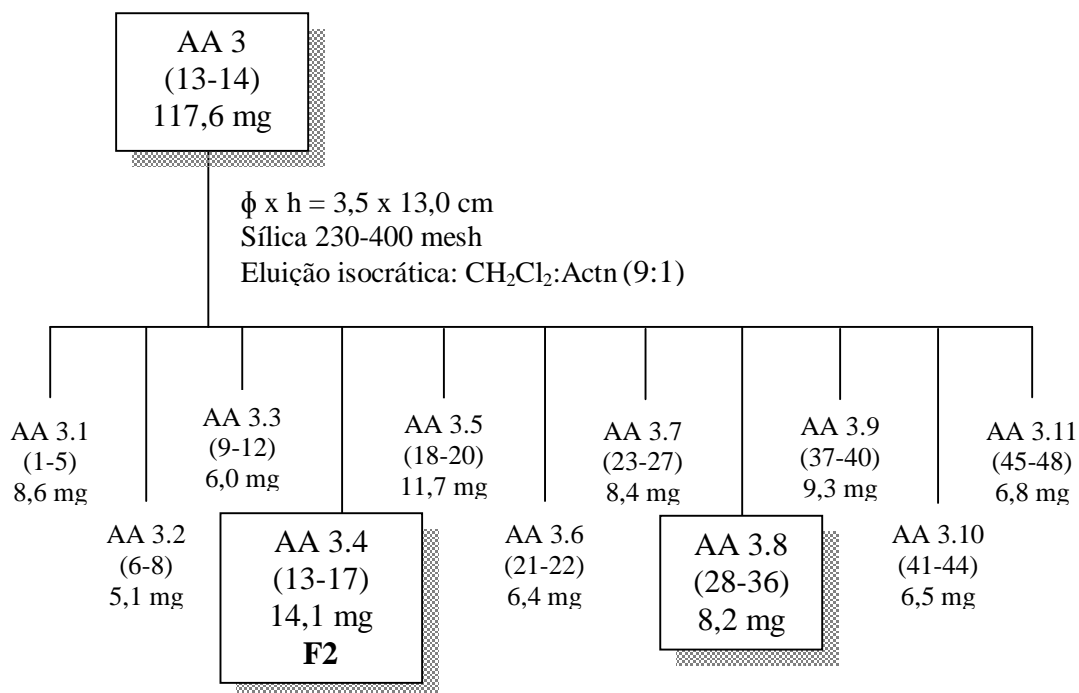 AA 3
(13-14)
117,6 mg
ϕ x h = 3,5 x 13,0 cm
Sílica 230-400 mesh
Eluição isocrática: CH₂Cl₂:Actn (9:1)
AA 3.1
(1-5)
8,6 mg
AA 3.2
(6-8)
5,1 mg
AA 3.3
(9-12)
6,0 mg
AA 3.4
(13-17)
14,1 mg
F2
AA 3.5
(18-20)
11,7 mg
AA 3.6
(21-22)
6,4 mg
AA 3.7
(23-27)
8,4 mg
AA 3.8
(28-36)
8,2 mg
AA 3.9
(37-40)
9,3 mg
AA 3.10
(41-44)
6,5 mg
AA 3.11
(45-48)
6,8 mg